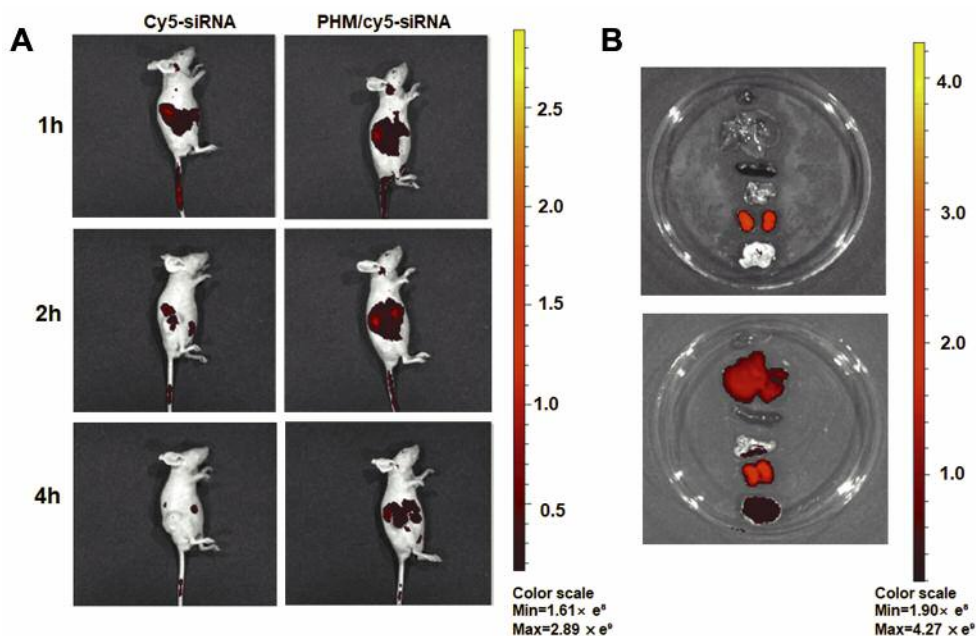 A
Cy5-siRNA
PHM/cy5-siRNA
B
1h
2h
4h
2.5
2.0
1.5
1.0
0.5
Color scale
Min=1.61× e⁸
Max=2.89 × e⁹
4.0
3.0
2.0
1.0
Color scale
Min=1.90× e⁸
Max=4.27 × e⁹